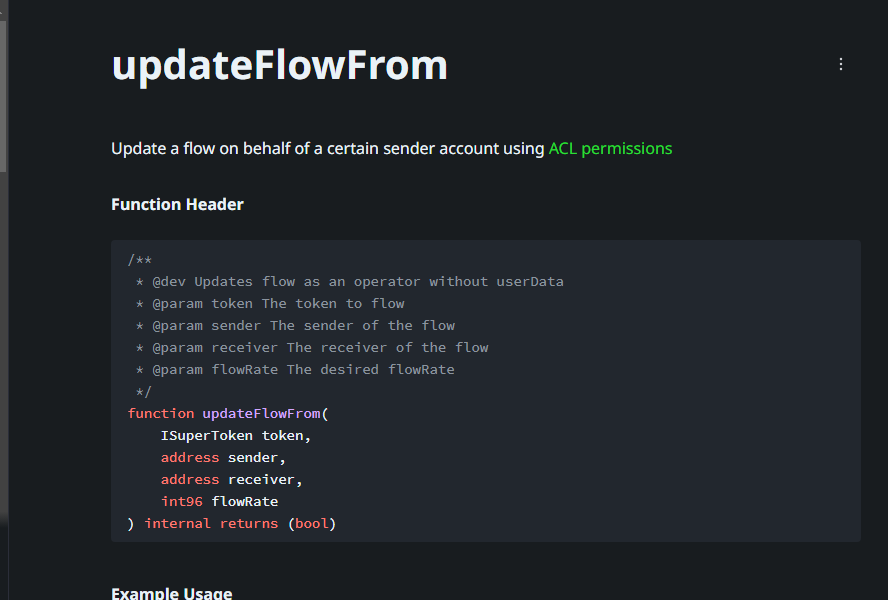 updateFlowFrom
Update a flow on behalf of a certain sender account using ACL permissions
Function Header
/**
 * @dev Updates flow as an operator without userData
 * @param token The token to flow
 * @param sender The sender of the flow
 * @param receiver The receiver of the flow
 * @param flowRate The desired flowRate
 */
function updateFlowFrom(
    ISuperToken token,
    address sender,
    address receiver,
    int96 flowRate
) internal returns (bool)
Example Usage